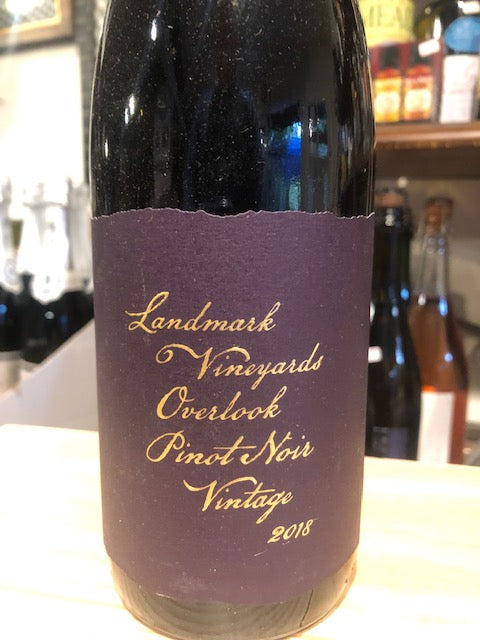 Landmark
Vineyards
Overlook
Pinot Noir
Vintage
2018